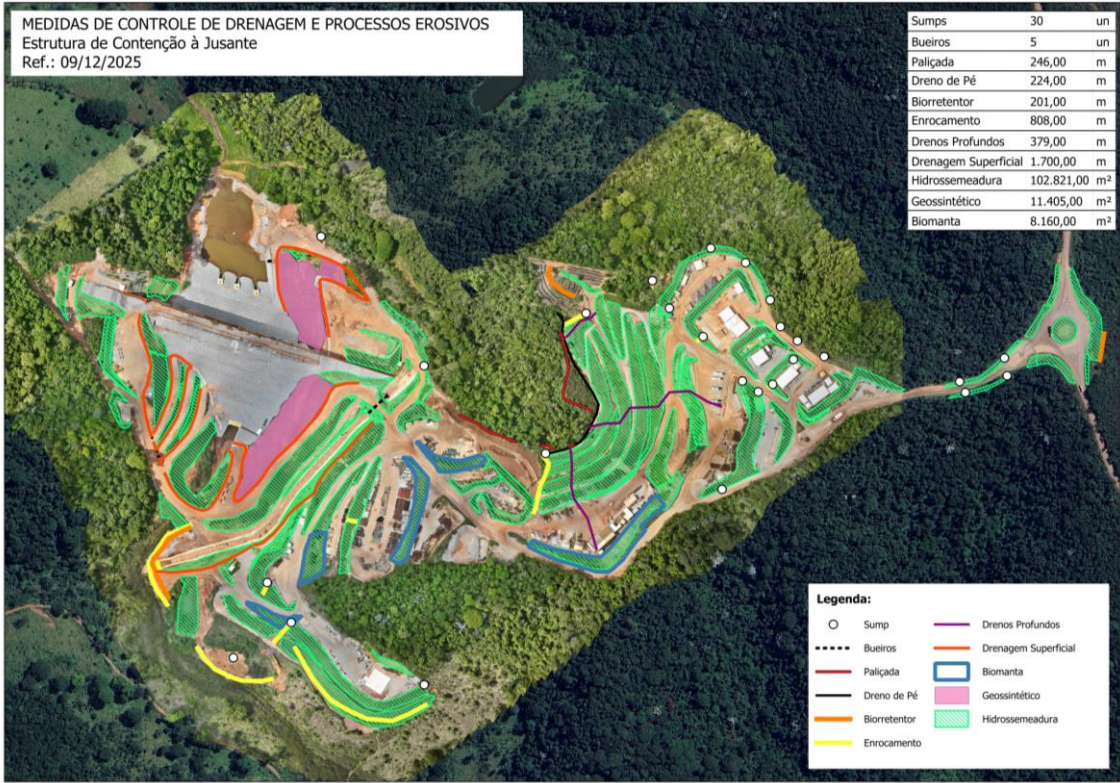 MEDIDAS DE CONTROLE DE DRENAGEM E PROCESSOS EROSIVOS
Estrutura de Contenção à Jusante
Ref.: 09/12/2025
Sumps 30 un
Bueiros 5 un
Paliçada 246,00 m
Dreno de Pé 224,00 m
Biorretentor 201,00 m
Enrocamento 808,00 m
Drenos Profundos 379,00 m
Drenagem Superficial 1.700,00 m
Hidrossemeadura 102.821,00 m²
Geossintético 11.405,00 m²
Biomanta 8.160,00 m²
Legenda:
Sump
Bueiros
Paliçada
Dreno de Pé
Biorretentor
Enrocamento
Drenos Profundos
Drenagem Superficial
Biomanta
Geossintético
Hidrossemeadura